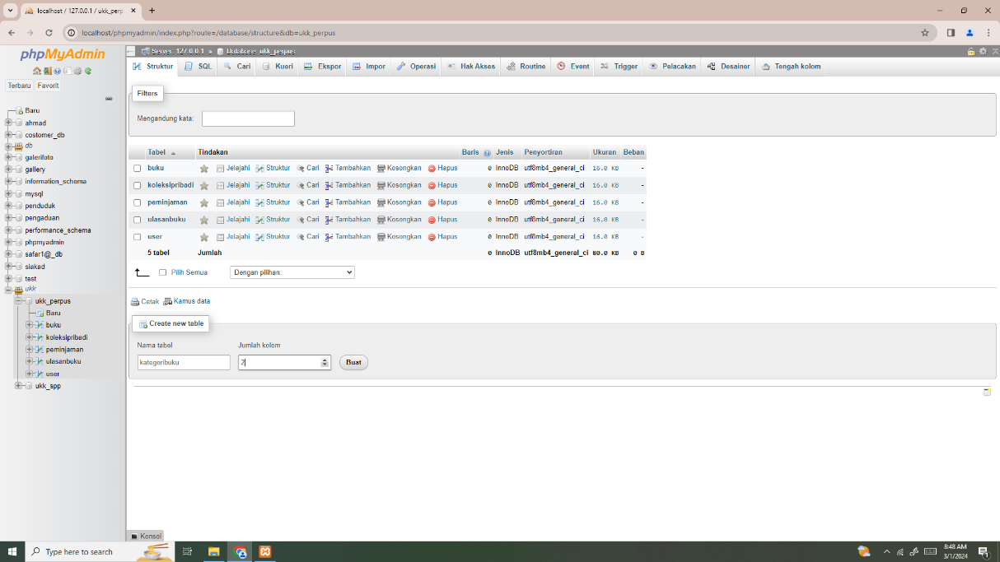 localhost / 127.0.0.1 / ukk_perp
localhost/phpmyadmin/index.php?route=/database/structure&db=ukk_perpus
phpMyAdmin
Terbaru Favorit
Baru
ahmad
costomer_db
db
galerifoto
gallery
information_schema
mysql
penduduk
pengaduan
performance_schema
phpmyadmin
safar1@_db
siakad
test
ukk
ukk_perpus
Baru
buku
koleksipribadi
peminjaman
ulasanbuku
user
ukk_spp
Server: 127.0.0.1 » Database: ukk_perpus
Struktur SQL Cari Kueri Ekspor Impor Operasi Hak Akses Routine Event Trigger Pelacakan Desainer Tengah kolom
Filters
Mengandung kata:
Tabel Tindakan Baris Jenis Penyortiran Ukuran Beban
buku Jelajahi Struktur Cari Tambahkan Kosongkan Hapus 0 InnoDB utf8mb4_general_ci 16.0 KB -
koleksipribadi Jelajahi Struktur Cari Tambahkan Kosongkan Hapus 0 InnoDB utf8mb4_general_ci 16.0 KB -
peminjaman Jelajahi Struktur Cari Tambahkan Kosongkan Hapus 0 InnoDB utf8mb4_general_ci 16.0 KB -
ulasanbuku Jelajahi Struktur Cari Tambahkan Kosongkan Hapus 0 InnoDB utf8mb4_general_ci 16.0 KB -
user Jelajahi Struktur Cari Tambahkan Kosongkan Hapus 0 InnoDB utf8mb4_general_ci 16.0 KB -
5 tabel Jumlah 0 InnoDB utf8mb4_general_ci 80.0 KB 0 B
Pilih Semua Dengan pilihan:
Cetak Kamus data
Create new table
Nama tabel Jumlah kolom
kategoribuku 2 Buat
Konsol
Type here to search
8:48 AM
3/1/2024
1